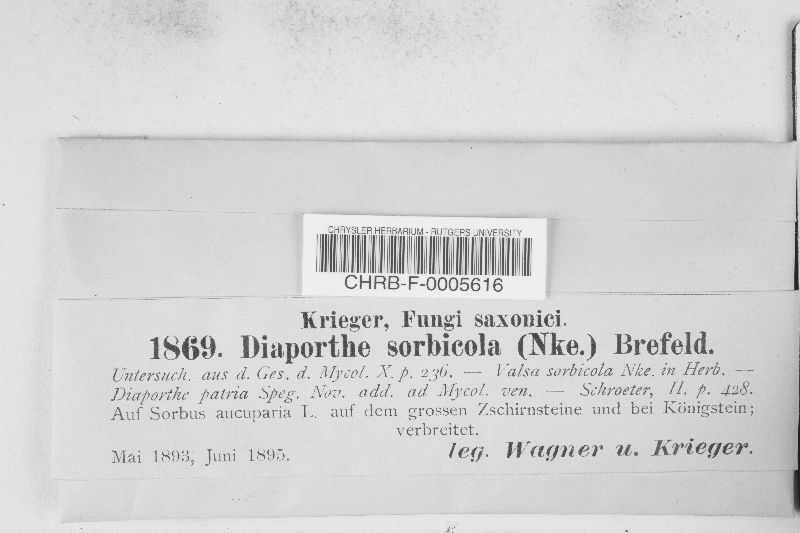 CHRYSLER HERBARIUM - RUTGERS UNIVERSITY
CHRB-F-0005616
Krieger, Fungi saxonici.
1869. Diaporthe sorbicola (Nke.) Brefeld.
Untersuch. aus d. Ges. d. Mycol. X. p. 236. — Valsa sorbicola Nke. in Herb. —
Diaporthe patria Speg. Nov. add. ad Mycol. ven. — Schroeter, II. p. 428.
Auf Sorbus aucuparia L. auf dem grossen Zschirnsteine und bei Königstein;
verbreitet.
Mai 1893, Juni 1895.
leg. Wagner u. Krieger.